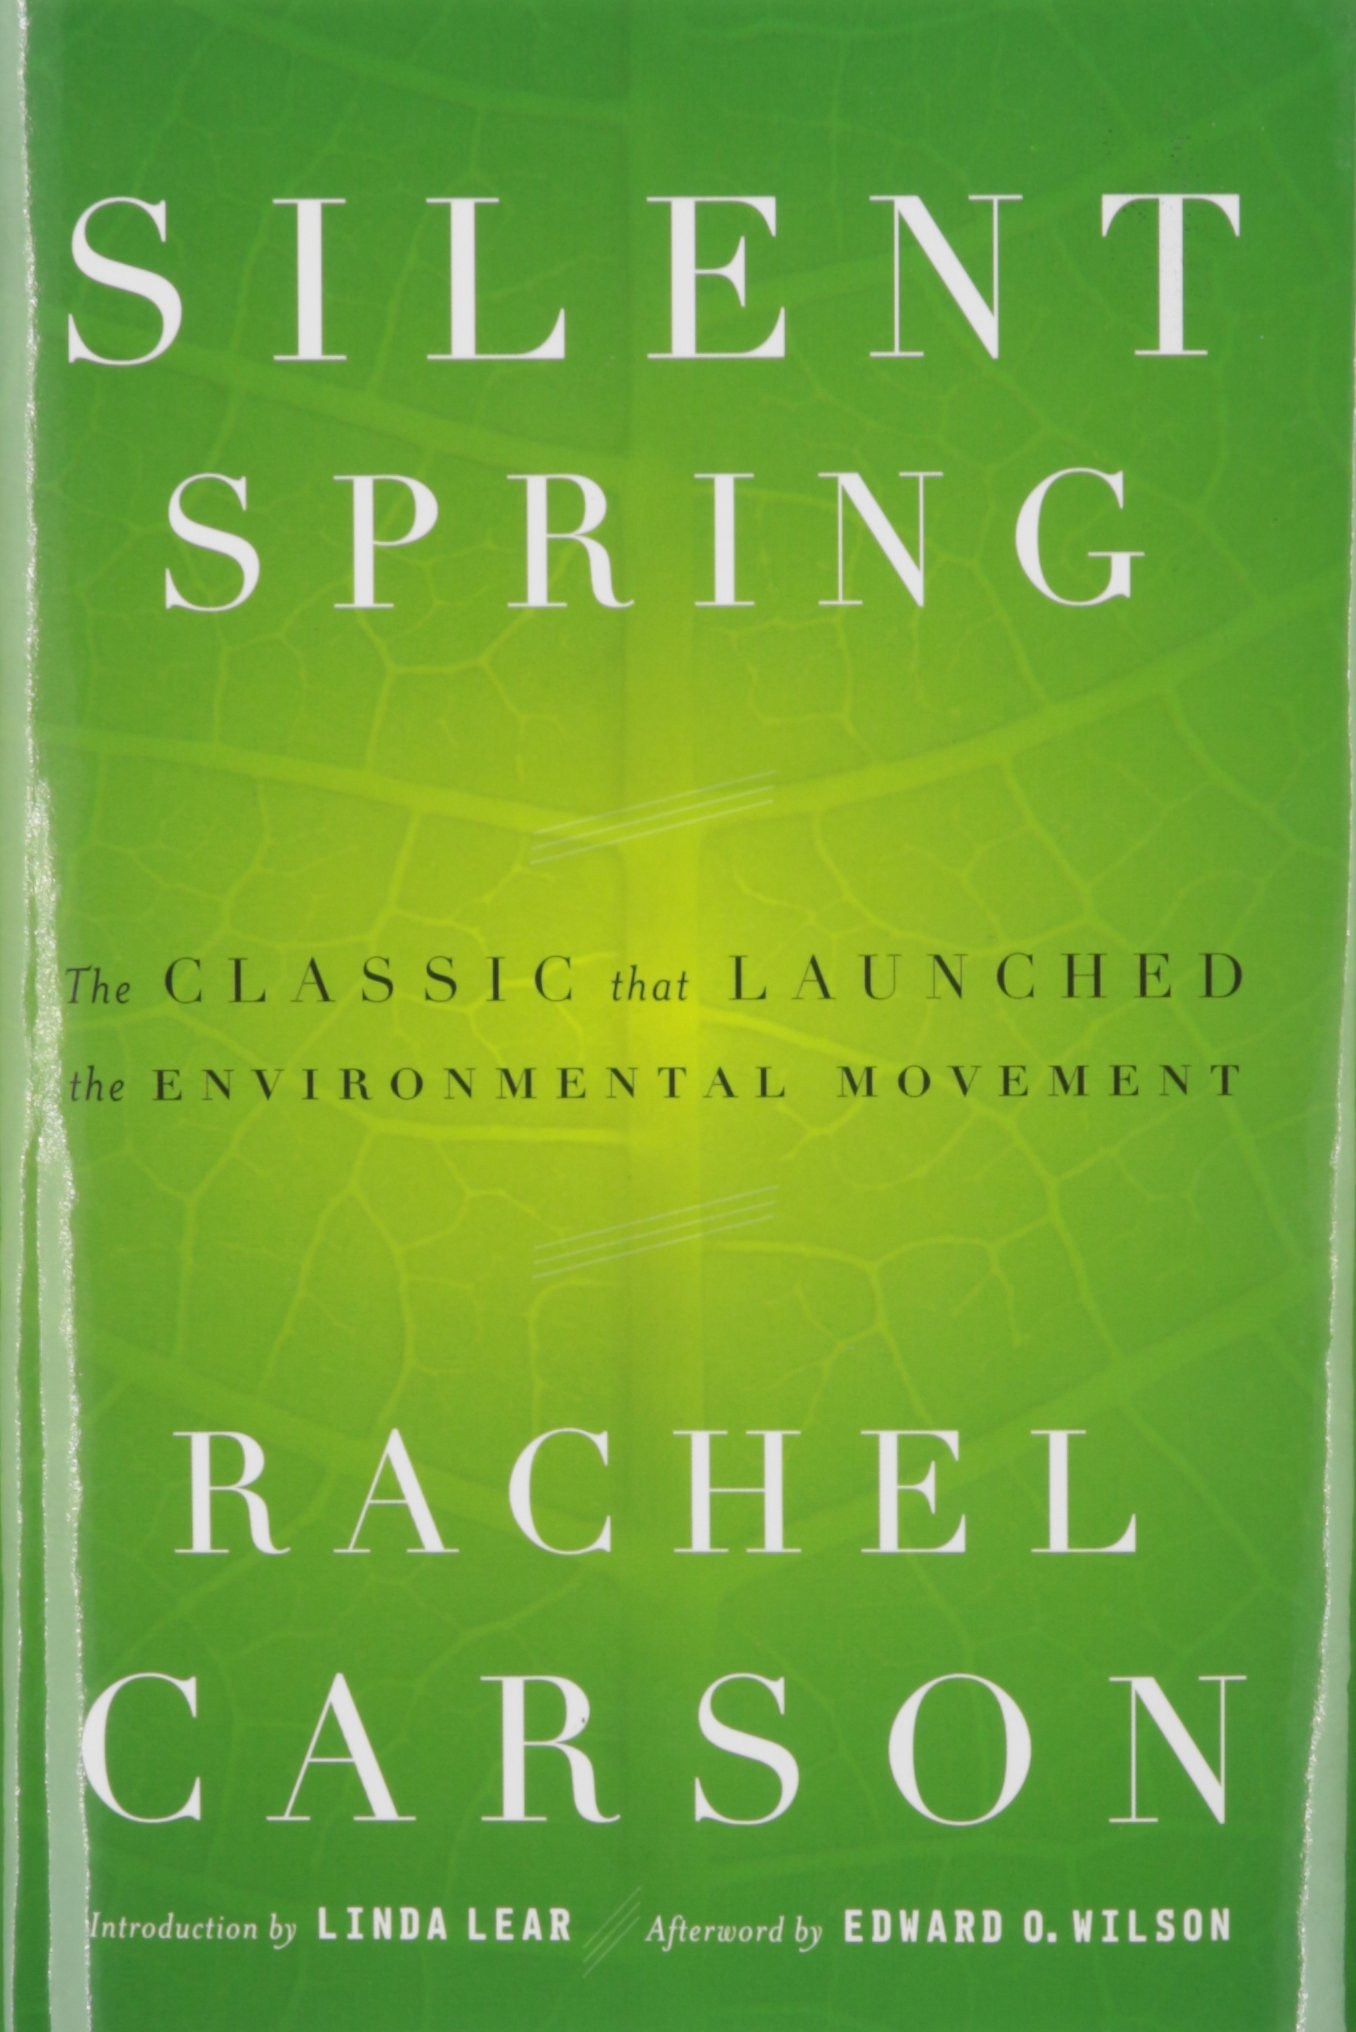 SILENT
SPRING
The CLASSIC that LAUNCHED
the ENVIRONMENTAL MOVEMENT
RACHEL
CARSON
Introduction by LINDA LEAR Afterword by EDWARD O. WILSON